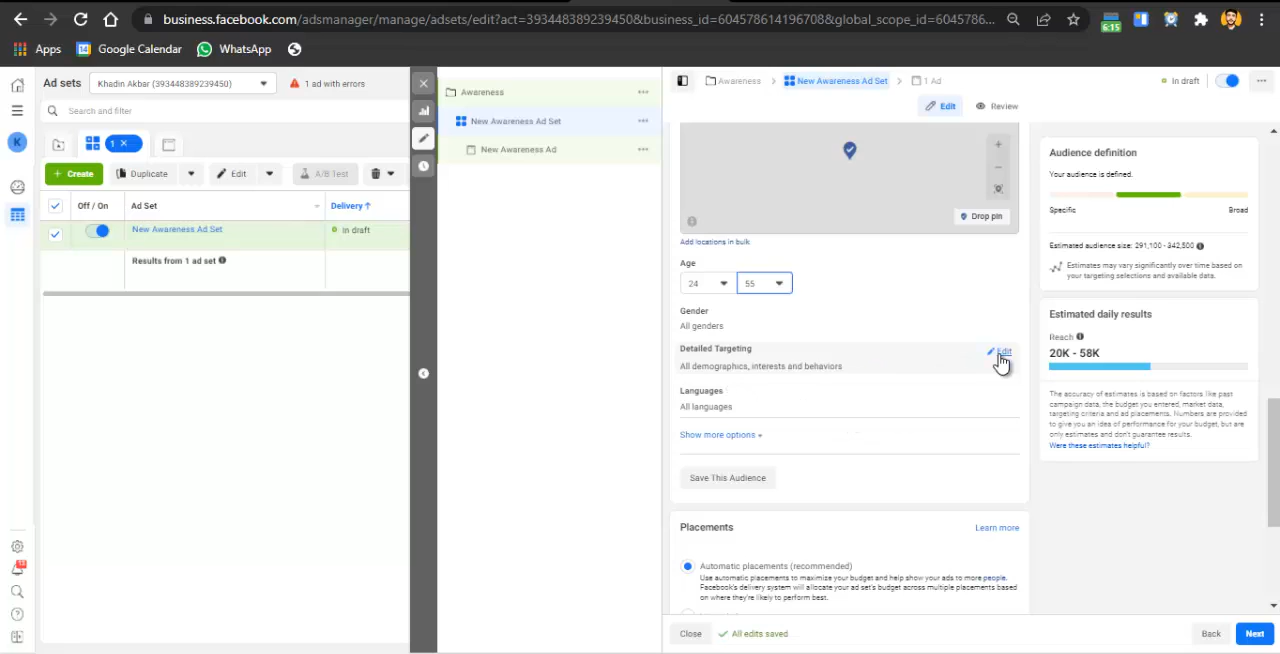 business.facebook.com/adsmanager/manage/adsets/edit?act=393448389239450&business_id=604578614196708&global_scope_id=6045786...
6:15
Apps
Google Calendar
WhatsApp
Ad sets
Khadin Akbar (393448389239450)
1 ad with errors
Search and filter
K
1 ×
+ Create
Duplicate
Edit
A/B Test
Off / On
Ad Set
Delivery ↑
New Awareness Ad Set
In draft
Results from 1 ad set
Awareness
...
New Awareness Ad Set
...
New Awareness Ad
...
Awareness > New Awareness Ad Set > 1 Ad
In draft
...
Edit
Review
+
−
Drop pin
Add locations in bulk
Age
24
55
Gender
All genders
Detailed Targeting
Edit
All demographics, interests and behaviors
Languages
All languages
Show more options
Save This Audience
Placements
Learn more
Automatic placements (recommended)
Use automatic placements to maximize your budget and help show your ads to more people.
Facebook's delivery system will allocate your ad set's budget across multiple placements
based on where they're likely to perform best.
Close
All edits saved
Back
Next
Audience definition
Your audience is defined.
Specific
Broad
Estimated audience size: 291,100 - 342,500
Estimates may vary significantly over time based on
your targeting selections and available data.
Estimated daily results
Reach
20K - 58K
The accuracy of estimates is based on factors like past
campaign data, the budget you entered, market data,
targeting criteria and ad placements. Numbers are provided
to give you an idea of performance for your budget, but are
only estimates and don't guarantee results.
Were these estimates helpful?